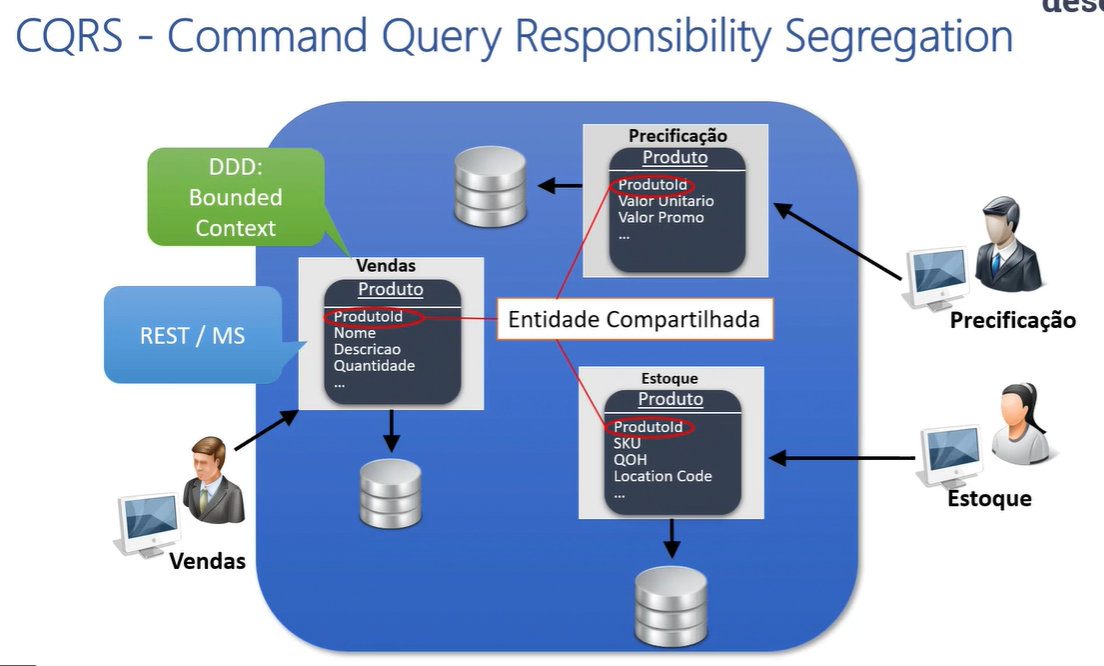 CQRS - Command Query Responsibility Segregation
DDD:
Bounded
Context
REST / MS
Vendas
Produto
ProdutoId
Nome
Descricao
Quantidade
...
Precificação
Produto
ProdutoId
Valor Unitario
Valor Promo
...
Entidade Compartilhada
Estoque
Produto
ProdutoId
SKU
QOH
Location Code
...
Precificação
Estoque
Vendas